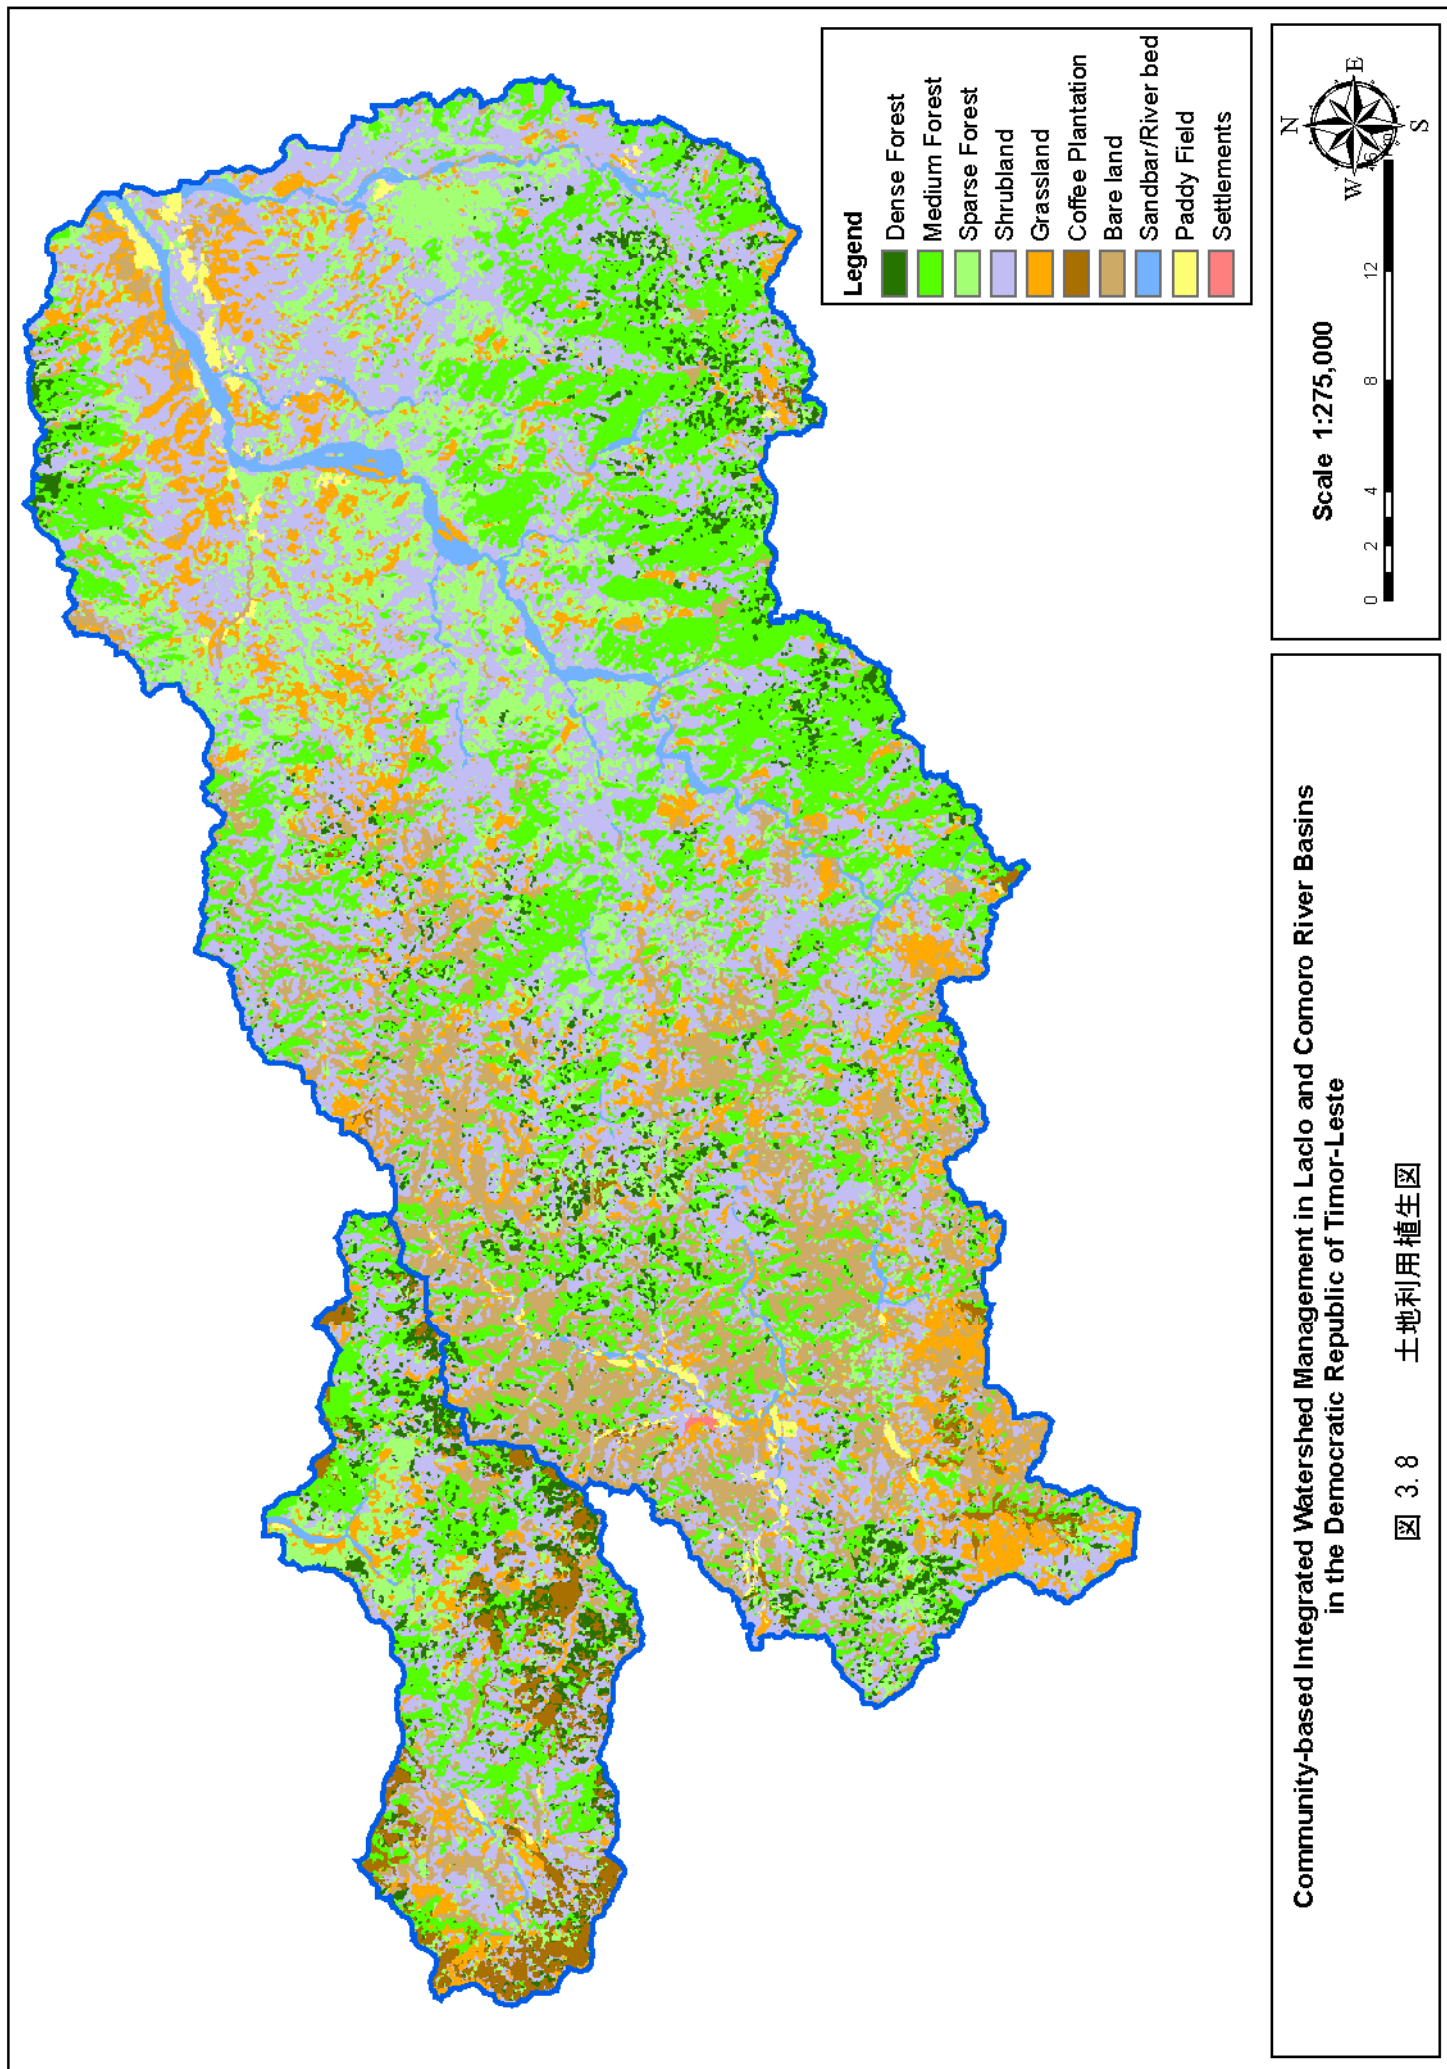 Legend
Dense Forest
Medium Forest
Sparse Forest
Shrubland
Grassland
Coffee Plantation
Bare land
Sandbar/River bed
Paddy Field
Settlements
Scale 1:275,000
0 2 4 8 12
N
W E
S
Community-based Integrated Watershed Management in Laclo and Comoro River Basins
in the Democratic Republic of Timor-Leste
図 3.8 土地利用植生図